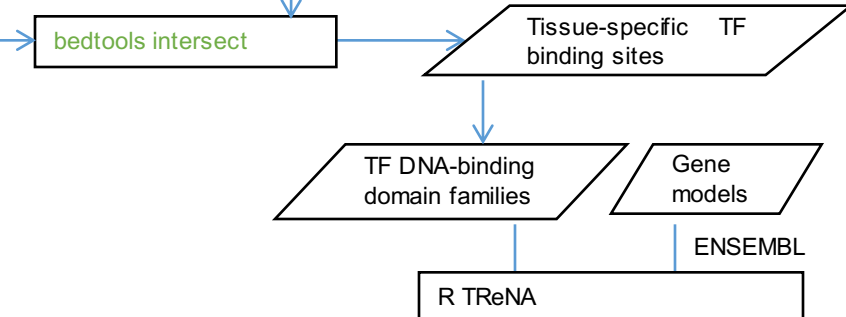 bedtools intersect
Tissue-specific TF
binding sites
TF DNA-binding
domain families
Gene
models
ENSEMBL
R TReNA